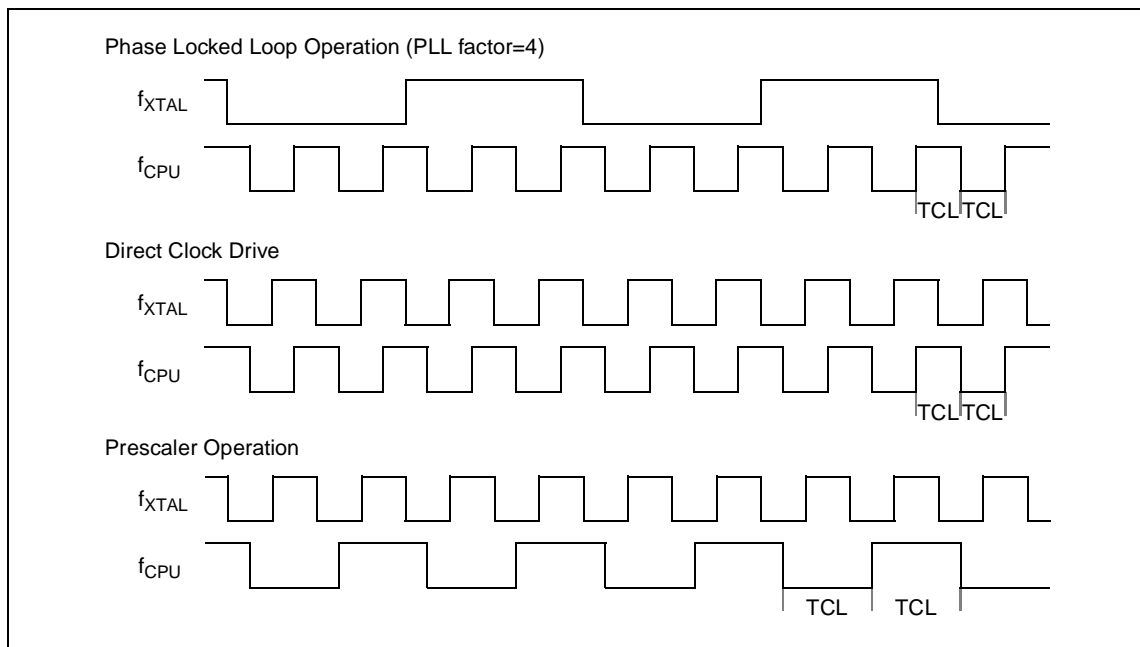 Phase Locked Loop Operation (PLL factor=4)
fXTAL
fCPU
TCL TCL
Direct Clock Drive
fXTAL
fCPU
TCL TCL
Prescaler Operation
fXTAL
fCPU
TCL TCL